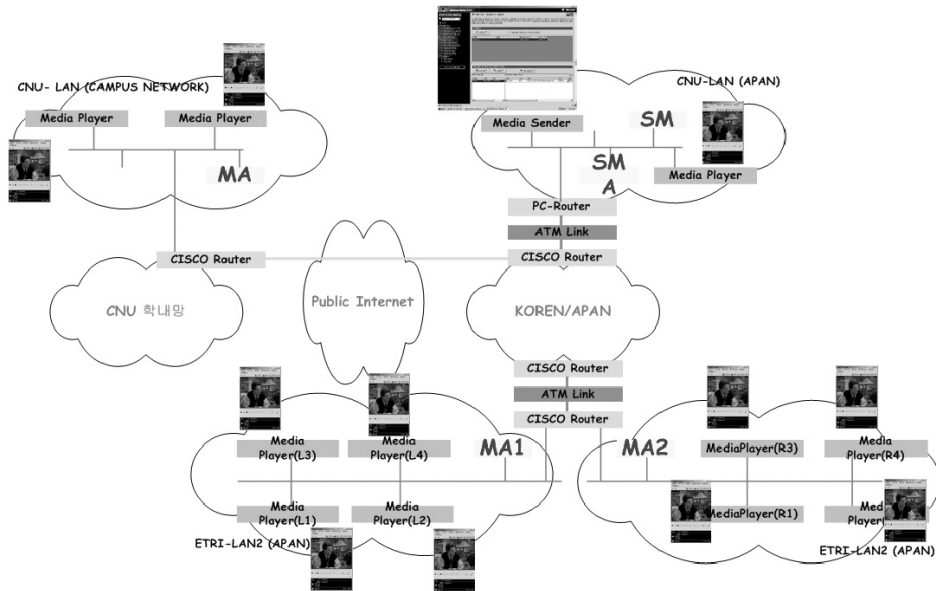 CNU- LAN (CAMPUS NETWORK)
Media Player
Media Player
MA
CISCO Router
CNU 학내망
Public Internet
CNU-LAN (APAN)
Media Sender
SM
SM
A
Media Player
PC-Router
ATM Link
CISCO Router
KOREN/APAN
CISCO Router
ATM Link
CISCO Router
Media
Player(L3)
Media
Player(L4)
MA1
Media
Player(L1)
Media
Player(L2)
ETRI-LAN2 (APAN)
MA2
MediaPlayer(R3)
Media
Player(R4)
MediaPlayer(R1)
ETRI-LAN2 (APAN)